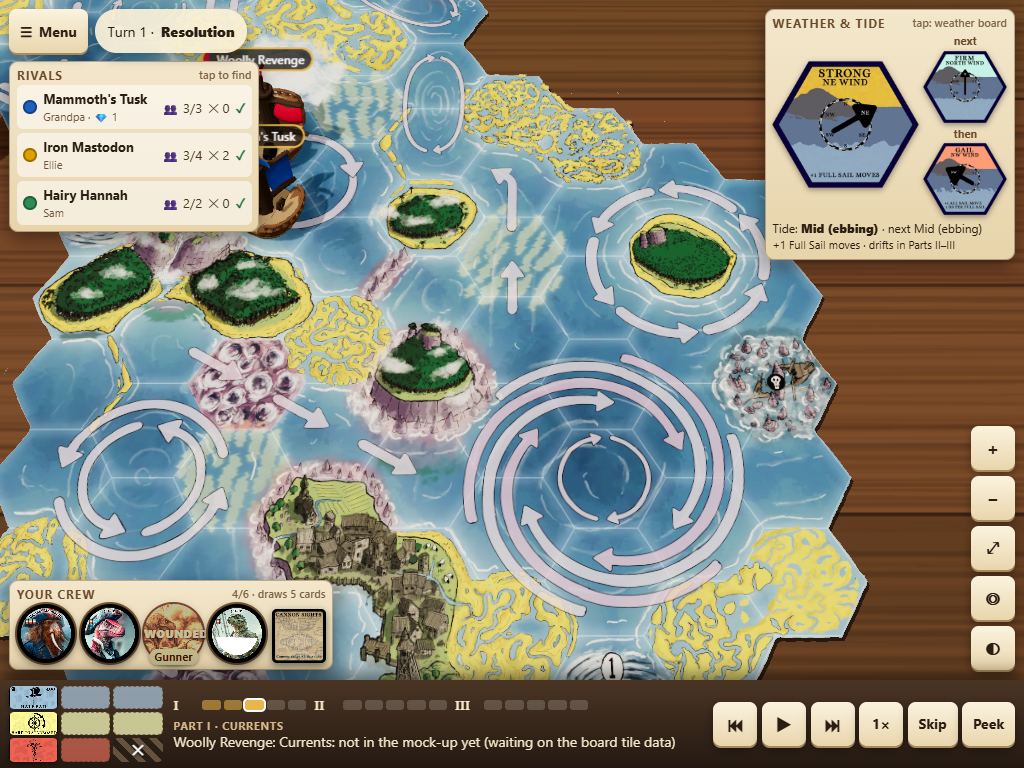 ☰ Menu
Turn 1 · Resolution
Woolly Revenge
RIVALS
tap to find
Mammoth's Tusk
Grandpa · 💎 1
3/3 ✕ 0 ✓
's Tusk
Iron Mastodon
Ellie
3/4 ✕ 2 ✓
Hairy Hannah
Sam
2/2 ✕ 0 ✓
WEATHER & TIDE
tap: weather board
next
STRONG
NE WIND
NE
+1 FULL SAIL MOVES
FIRM
NORTH WIND
then
GAIL
NW WIND
Tide: Mid (ebbing) · next Mid (ebbing)
+1 Full Sail moves · drifts in Parts II–III
1
YOUR CREW
4/6 · draws 5 cards
WOUNDED
Gunner
CANNON SIGHTS
I
II
III
PART I · CURRENTS
Woolly Revenge: Currents: not in the mock-up yet (waiting on the board tile data)
1×
Skip
Peek